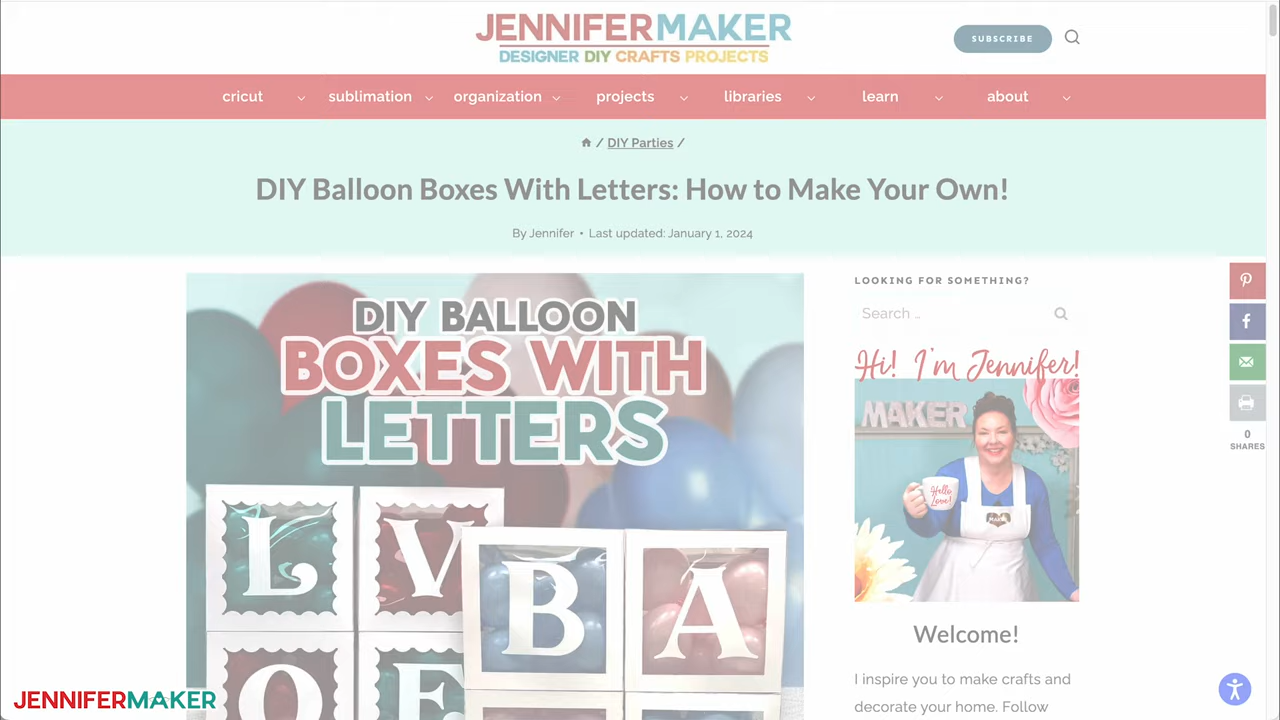 JENNIFERMAKER
DESIGNER DIY CRAFTS PROJECTS
SUBSCRIBE
cricut sublimation organization projects libraries learn about
/ DIY Parties /
DIY Balloon Boxes With Letters: How to Make Your Own!
By Jennifer • Last updated: January 1, 2024
DIY BALLOON
BOXES WITH
LETTERS
L V
B A
O E
LOOKING FOR SOMETHING?
Search ..
Hi! I'm Jennifer!
MAKER
Hello
Love!
MAKER
Welcome!
I inspire you to make crafts and
decorate your home. Follow
0
SHARES
JENNIFERMAKER